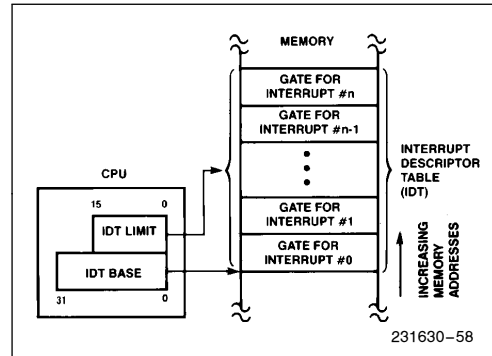 MEMORY
GATE FOR
INTERRUPT #n
GATE FOR
INTERRUPT #n-1
GATE FOR
INTERRUPT #1
GATE FOR
INTERRUPT #0
INTERRUPT
DESCRIPTOR
TABLE
(IDT)
CPU
15 0
IDT LIMIT
IDT BASE
31 0
INCREASING
MEMORY
ADDRESSES
231630–58